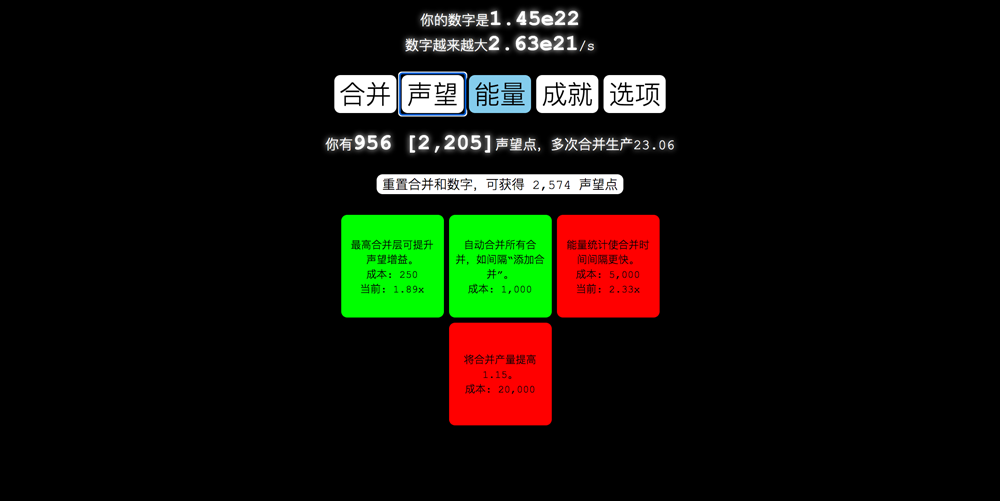 你的数字是1.45e22
数字越来越大2.63e21/s
合并 声望 能量 成就 选项
你有956 [2,205]声望点，多次合并生产23.06
重置合并和数字，可获得 2,574 声望点
最高合并层可提升
声望增益。
成本: 250
当前: 1.89x
自动合并所有合
并，如间隔“添加合
并”。
成本: 1,000
能量统计使合并时
间间隔更快。
成本: 5,000
当前: 2.33x
将合并产量提高
1.15。
成本: 20,000